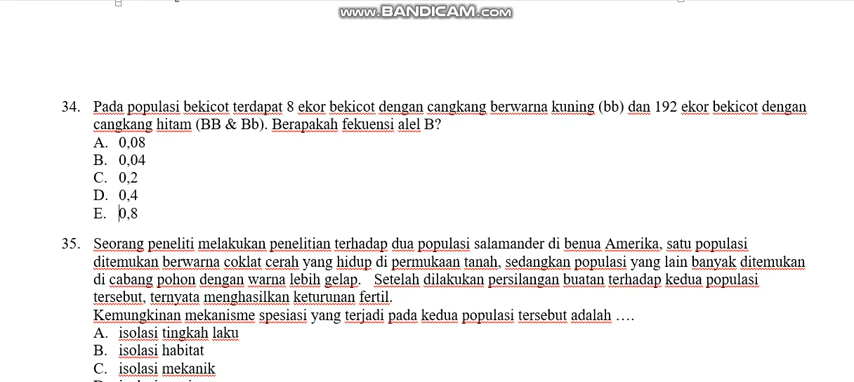 www.BANDICAM.com
34. Pada populasi bekicot terdapat 8 ekor bekicot dengan cangkang berwarna kuning (bb) dan 192 ekor bekicot dengan
cangkang hitam (BB & Bb). Berapakah fekuensi alel B?
A. 0,08
B. 0,04
C. 0,2
D. 0,4
E. 0,8
35. Seorang peneliti melakukan penelitian terhadap dua populasi salamander di benua Amerika, satu populasi
ditemukan berwarna coklat cerah yang hidup di permukaan tanah, sedangkan populasi yang lain banyak ditemukan
di cabang pohon dengan warna lebih gelap. Setelah dilakukan persilangan buatan terhadap kedua populasi
tersebut, ternyata menghasilkan keturunan fertil.
Kemungkinan mekanisme spesiasi yang terjadi pada kedua populasi tersebut adalah ….
A. isolasi tingkah laku
B. isolasi habitat
C. isolasi mekanik